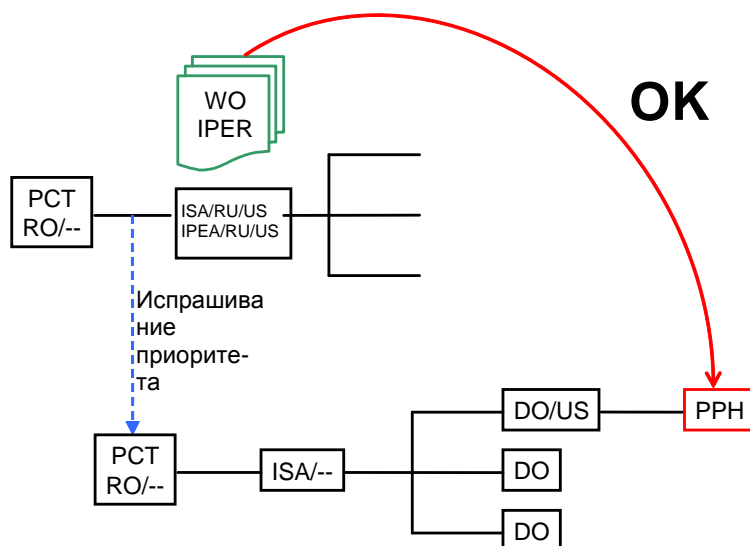 WO
IPER
OK
PCT
RO/--
ISA/RU/US
IPEA/RU/US
Испрашива
ние
приорите-
та
DO/US
PPH
PCT
RO/--
ISA/--
DO
DO